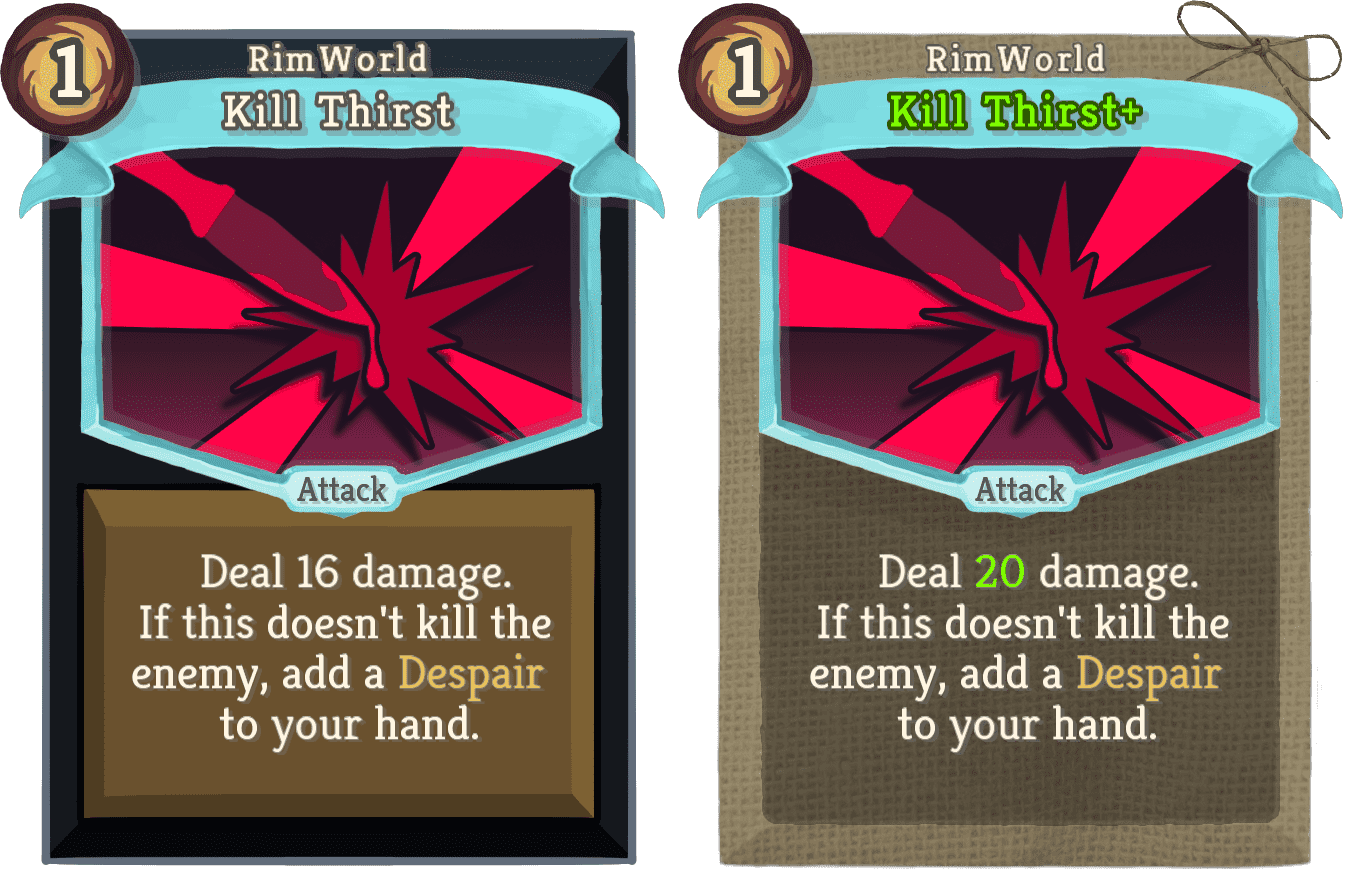 1
RimWorld
Kill Thirst
Attack
Deal 16 damage.
If this doesn't kill the
enemy, add a Despair
to your hand.
1
RimWorld
Kill Thirst+
Attack
Deal 20 damage.
If this doesn't kill the
enemy, add a Despair
to your hand.